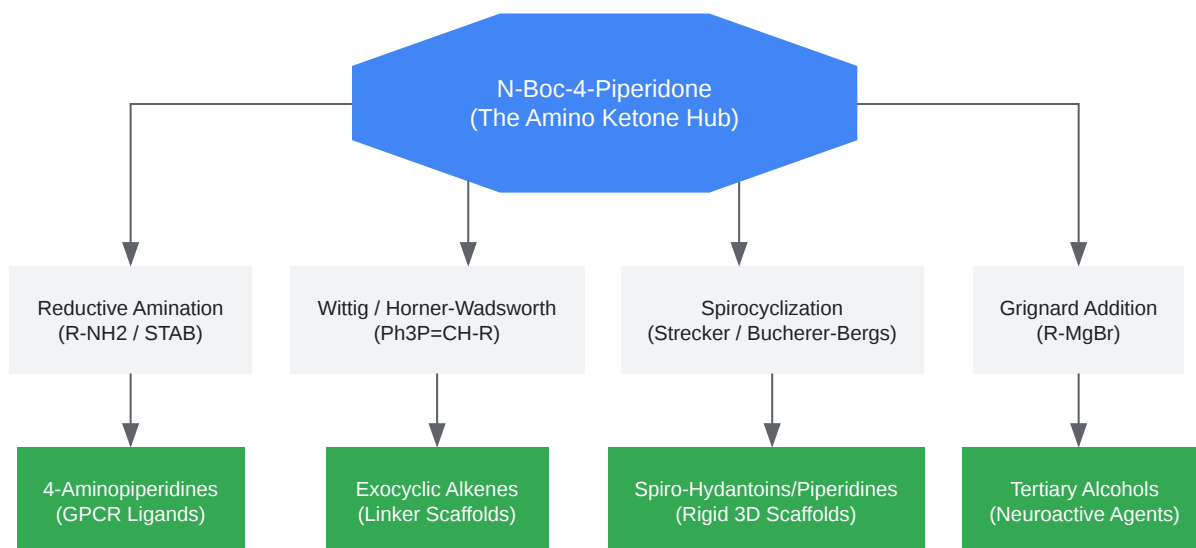 N-Boc-4-Piperidone
(The Amino Ketone Hub)
Reductive Amination
(R-NH2 / STAB)
Wittig / Horner-Wadsworth
(Ph3P=CH-R)
Spirocyclization
(Strecker / Bucherer-Bergs)
Grignard Addition
(R-MgBr)
4-Aminopiperidines
(GPCR Ligands)
Exocyclic Alkenes
(Linker Scaffolds)
Spiro-Hydantoins/Piperidines
(Rigid 3D Scaffolds)
Tertiary Alcohols
(Neuroactive Agents)